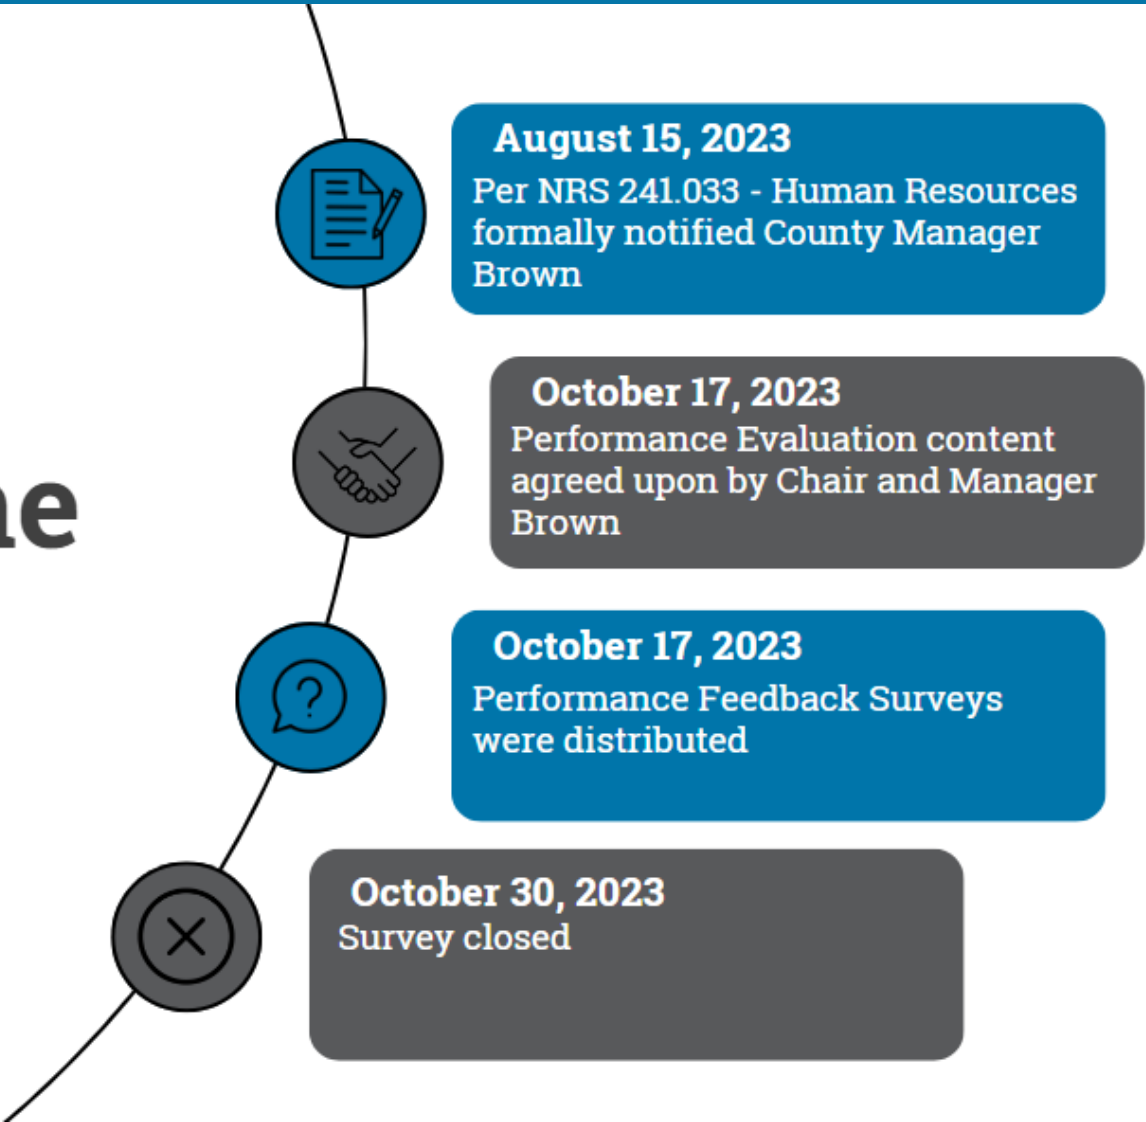 August 15, 2023
Per NRS 241.033 - Human Resources
formally notified County Manager
Brown
October 17, 2023
Performance Evaluation content
agreed upon by Chair and Manager
Brown
ne
October 17, 2023
Performance Feedback Surveys
were distributed
October 30, 2023
Survey closed